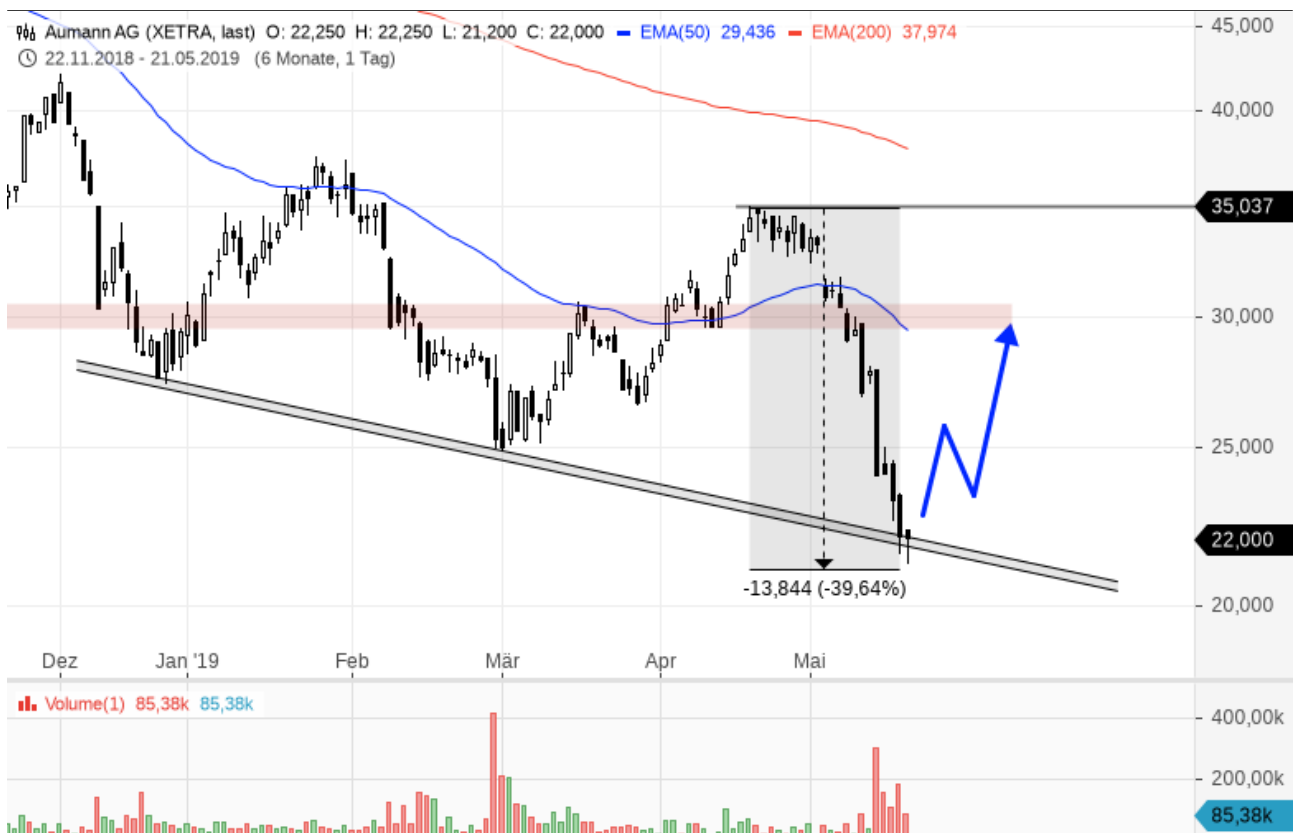 Aumann AG (XETRA, last) O: 22,250 H: 22,250 L: 21,200 C: 22,000 EMA(50) 29,436 EMA(200) 37,974
22.11.2018 - 21.05.2019 (6 Monate, 1 Tag)
45,000
40,000
35,037
30,000
25,000
22,000
-13,844 (-39,64%)
20,000
Dez Jan '19 Feb Mär Apr Mai
Volume(1) 85,38k 85,38k
400,00k
200,00k
85,38k